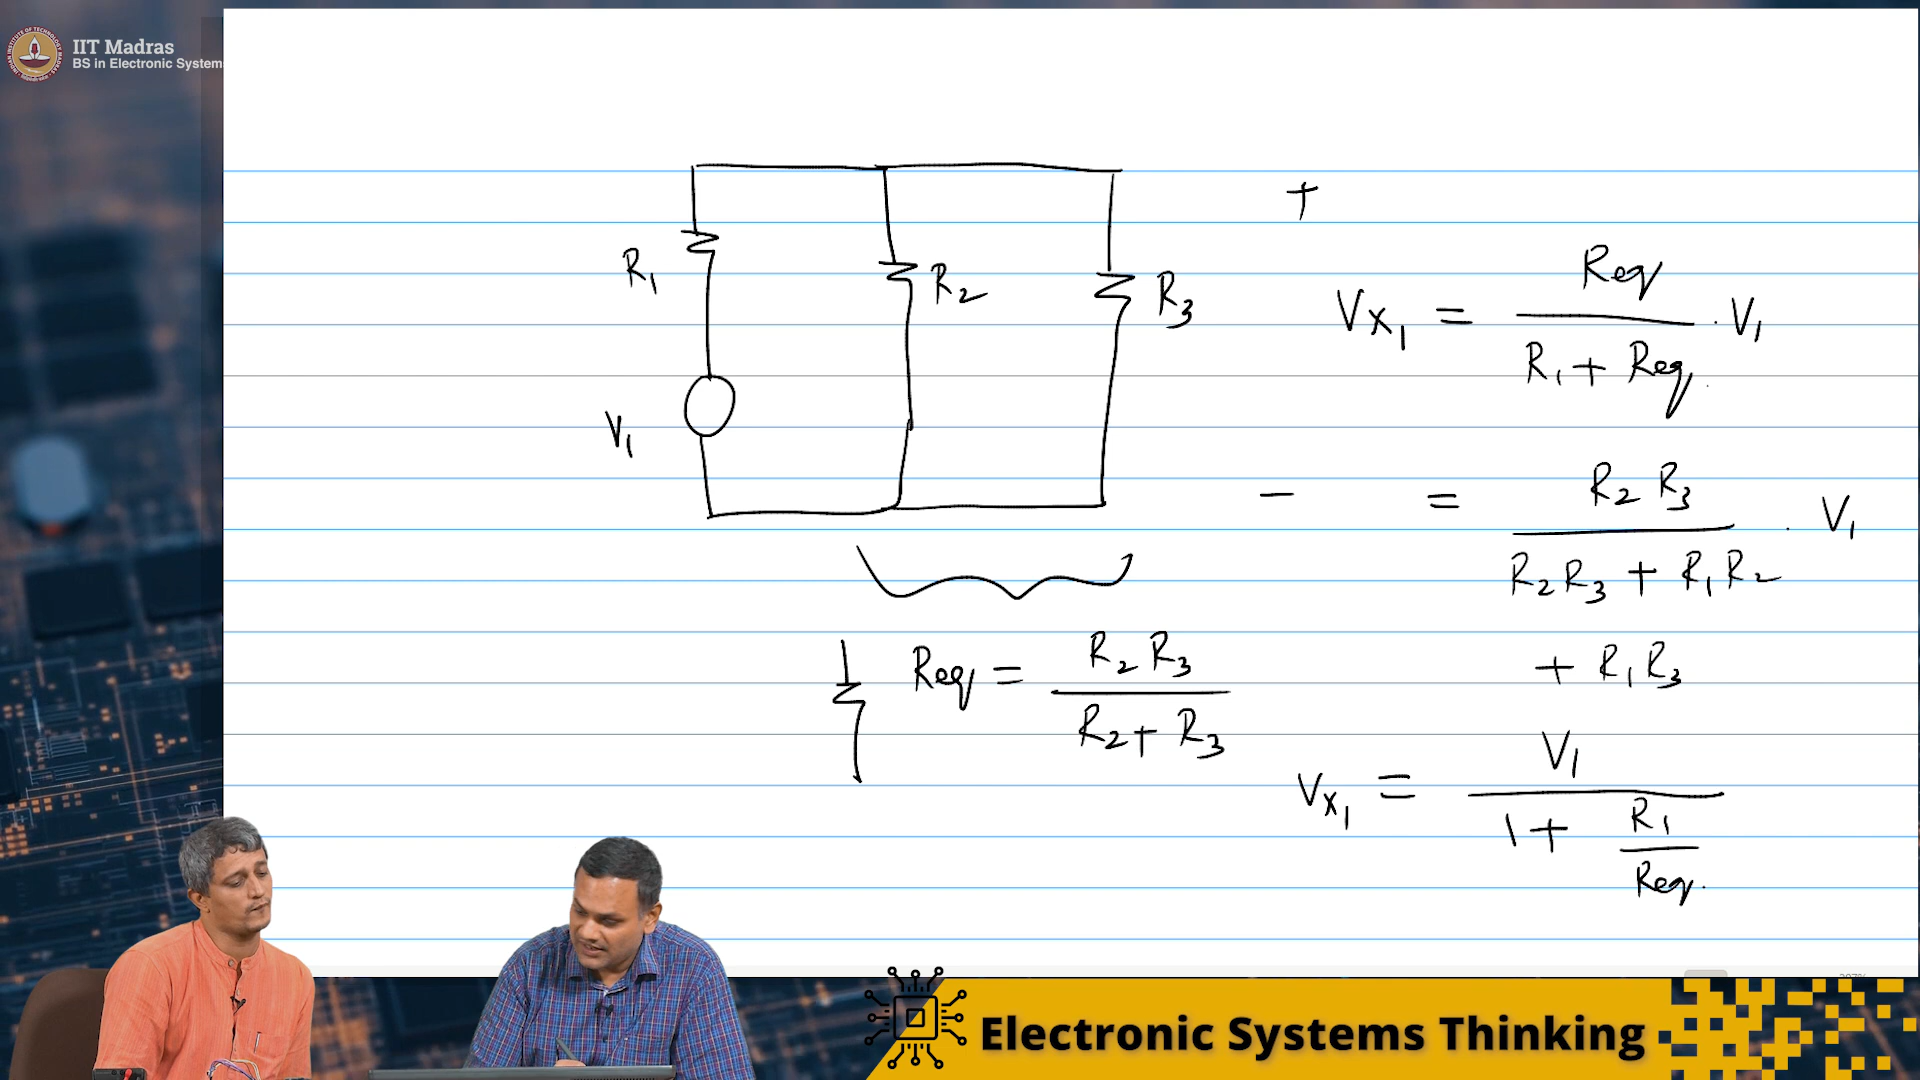 IIT Madras
BS in Electronic System
+
R1
R2
R3
Vx1 = Req / (R1 + Req) . V1
V1
-
= R2 R3 / (R2R3 + R1R2 + R1R3) . V1
Req = R2 R3 / (R2 + R3)
Vx1 = V1 / (1 + R1 / Req)
Electronic Systems Thinking